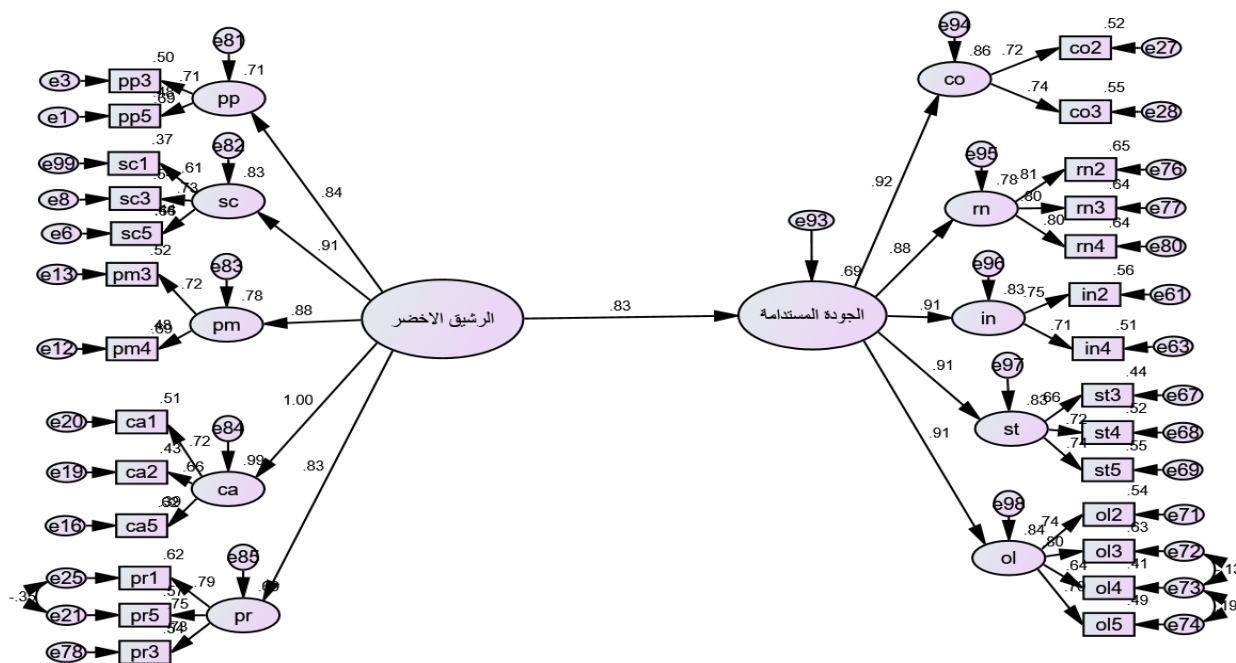 e81
.50
.71
.71
e3
pp3
pp
e1
.69
pp5
.37
e82
e99
sc1
.61
.83
.84
e8
sc3
.73
sc
e6
sc5
.66
.91
.52
e83
e13
pm3
.72
.78
pm
.88
.69
e12
pm4
الرشيق الاخضر
.83
.51
1.00
e20
ca1
.72
e84
.43
e19
ca2
.66
.99
ca
.83
e16
ca5
.62
e85
.62
e25
pr1
.79
.57
e21
pr5
.75
pr
.54
e78
pr3
e93
.69
الجودة المستدامة
e94
.52
.86
.72
co2
e27
co
.74
.55
co3
e28
.92
e95
.65
rn2
e76
.78
.81
.64
rn
.80
rn3
e77
.88
.80
.64
rn4
e80
e96
.56
.83
.75
in2
e61
.91
in
.71
.51
in4
e63
e97
.44
.91
.83
.66
st3
e67
.52
st
.72
st4
e68
.74
.55
st5
e69
.91
.54
e98
ol2
e71
.84
.74
.63
ol
.80
ol3
e72
.64
.41
ol4
e73
.49
ol5
e74